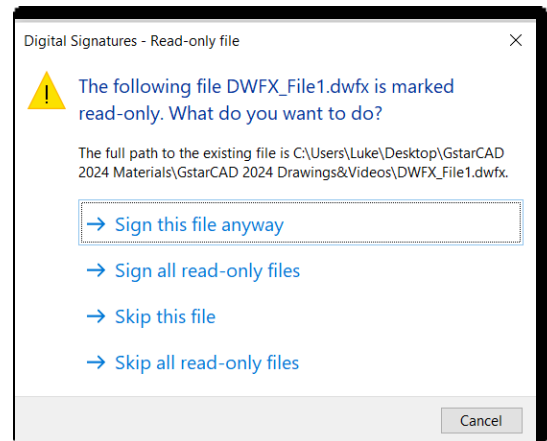 Digital Signatures - Read-only file
The following file DWFX_File1.dwfx is marked
read-only. What do you want to do?
The full path to the existing file is C:\Users\Luke\Desktop\GstarCAD
2024 Materials\GstarCAD 2024 Drawings&Videos\DWFX_File1.dwfx.
Sign this file anyway
Sign all read-only files
Skip this file
Skip all read-only files
Cancel